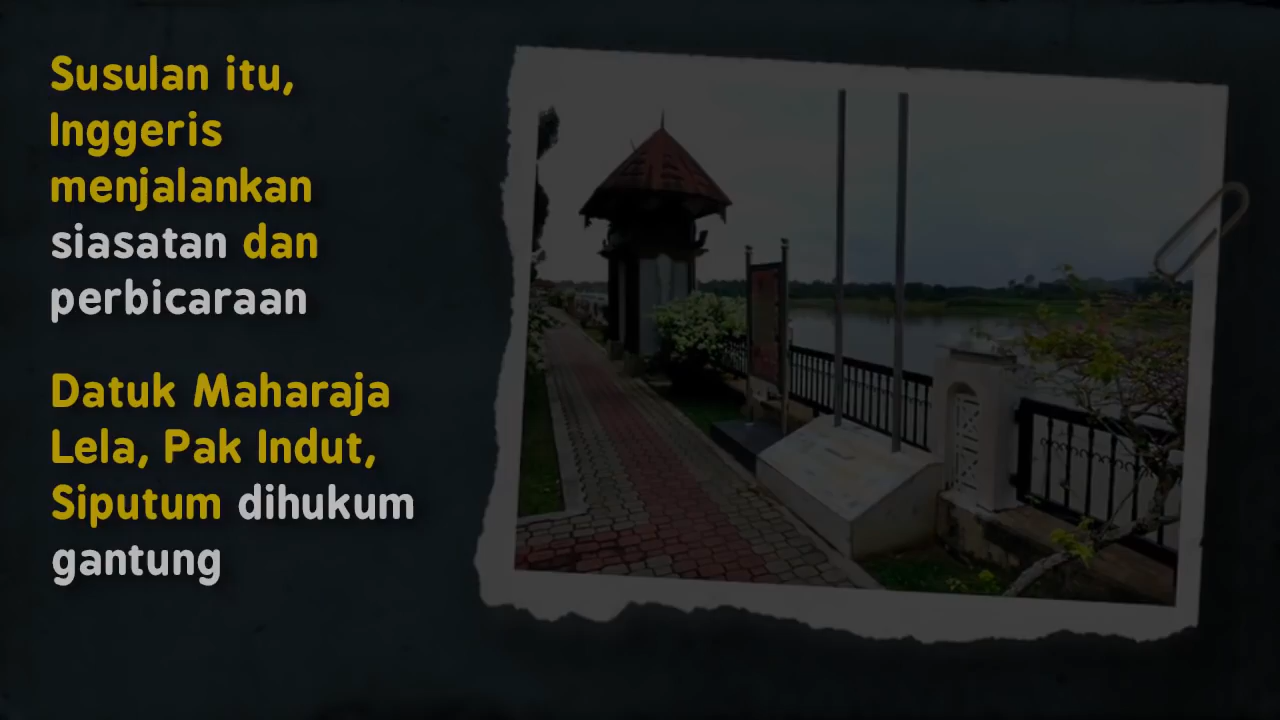 Susulan itu,
Inggeris
menjalankan
siasatan dan
perbicaraan
Datuk Maharaja
Lela, Pak Indut,
Siputum dihukum
gantung